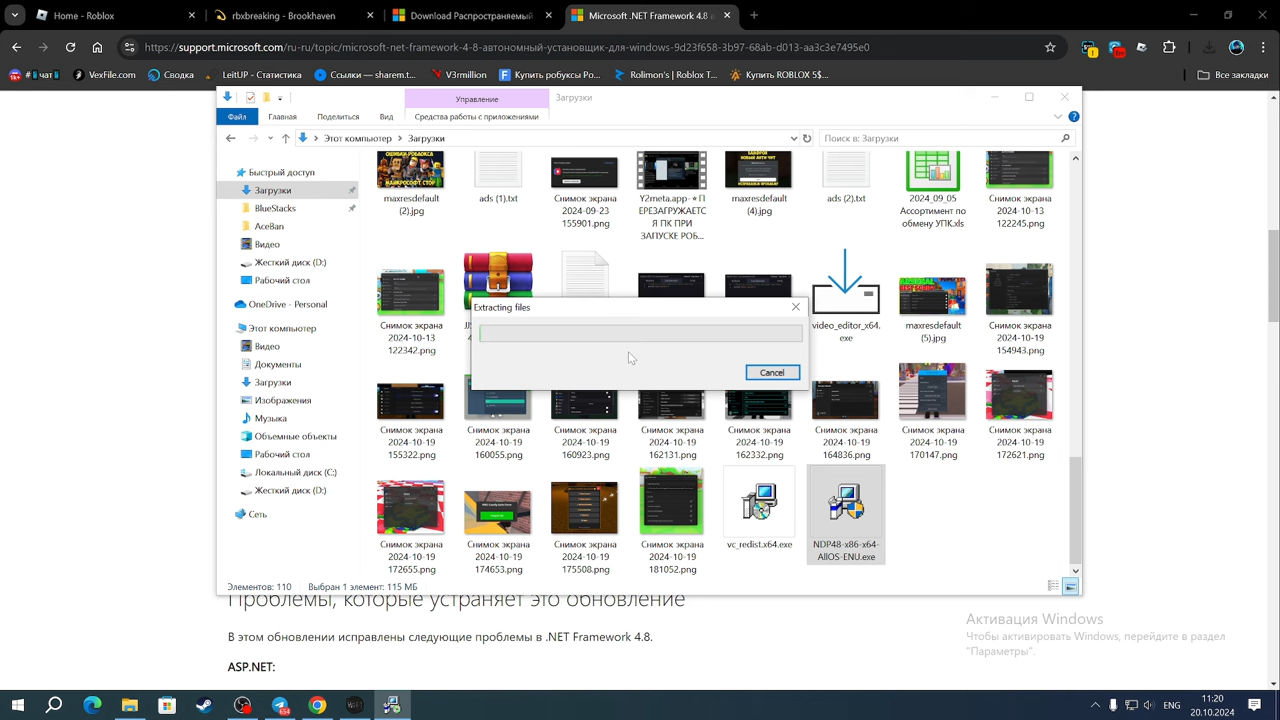 Home - Roblox
rbxbreaking - Brookhaven
Download Распространяемый
Microsoft .NET Framework 4.8
https://support.microsoft.com/ru-ru/topic/microsoft-net-framework-4-8-автономный-установщик-для-windows-9d23f658-3b97-68ab-d013-aa3c3e7495e0
Vexfile.com
Сводка
LeitUP - Статистика
Ссылки — sharem.t...
V3rmillion
Купить робуксы Ро...
Rolimon's | Roblox T...
Купить ROBLOX 5$...
Все закладки
Управление
Загрузки
Файл
Главная
Поделиться
Вид
Средства работы с приложениями
Этот компьютер
Загрузки
Поиск в: Загрузки
Быстрый доступ
Загрузки
BlueStacks
AceBan
Видео
Жесткий диск (D:)
Рабочий стол
OneDrive - Personal
Этот компьютер
Видео
Документы
Загрузки
Изображения
Музыка
Объемные объекты
Рабочий стол
Локальный диск (C:)
Жесткий диск (D:)
Сеть
maxresdefault
(2).jpg
ads (1).txt
Снимок экрана
2024-09-23
155901.png
Y2meta.app-⭐П
ЕРЕЗАГРУЖАЕТС
Я ПК ПРИ
ЗАПУСКЕ РОБ...
maxresdefault
(4).jpg
ads (2).txt
2024_09_05
Ассортимент по
обмену УПК.xls
Снимок экрана
2024-10-13
122245.png
Снимок экрана
2024-10-13
122342.png
Extracting files
Cancel
video_editor_x64.
exe
maxresdefault
(5).jpg
Снимок экрана
2024-10-19
154943.png
Снимок экрана
2024-10-19
155322.png
Снимок экрана
2024-10-19
160055.png
Снимок экрана
2024-10-19
160923.png
Снимок экрана
2024-10-19
162131.png
Снимок экрана
2024-10-19
162332.png
Снимок экрана
2024-10-19
164836.png
Снимок экрана
2024-10-19
170147.png
Снимок экрана
2024-10-19
172621.png
Снимок экрана
2024-10-19
172655.png
Снимок экрана
2024-10-19
174653.png
Снимок экрана
2024-10-19
175508.png
Снимок экрана
2024-10-19
181052.png
vc_redist.x64.exe
NDP48-x86-x64-
AllOS-ENU.exe
Элементов: 110
Выбран 1 элемент: 115 МБ
Проблемы, которые устраняет это обновление
В этом обновлении исправлены следующие проблемы в .NET Framework 4.8.
ASP.NET:
Активация Windows
Чтобы активировать Windows, перейдите в раздел
"Параметры".
ENG
11:20
20.10.2024